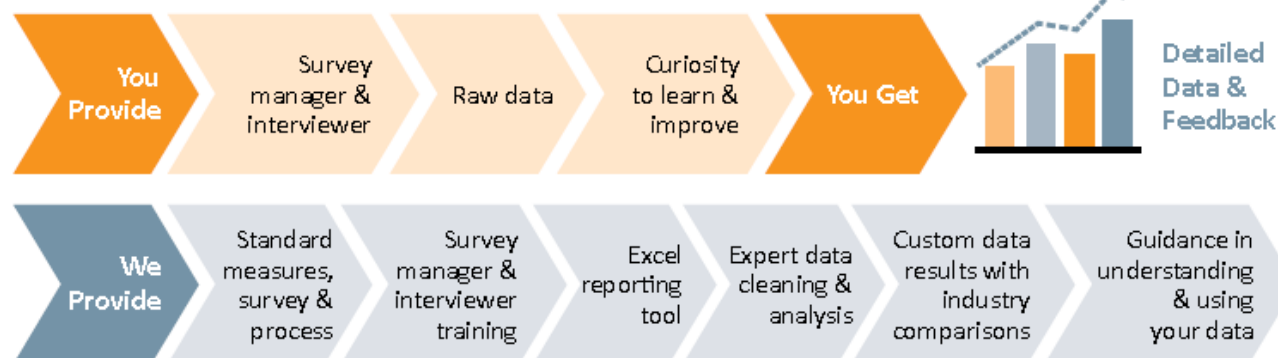 You
Provide
Survey
manager &
interviewer
Raw data
Curiosity
to learn &
improve
You Get
Detailed
Data &
Feedback
We
Provide
Standard
measures,
survey &
process
Survey
manager &
interviewer
training
Excel
reporting
tool
Expert data
cleaning &
analysis
Custom data
results with
industry
comparisons
Guidance in
understanding
& using
your data